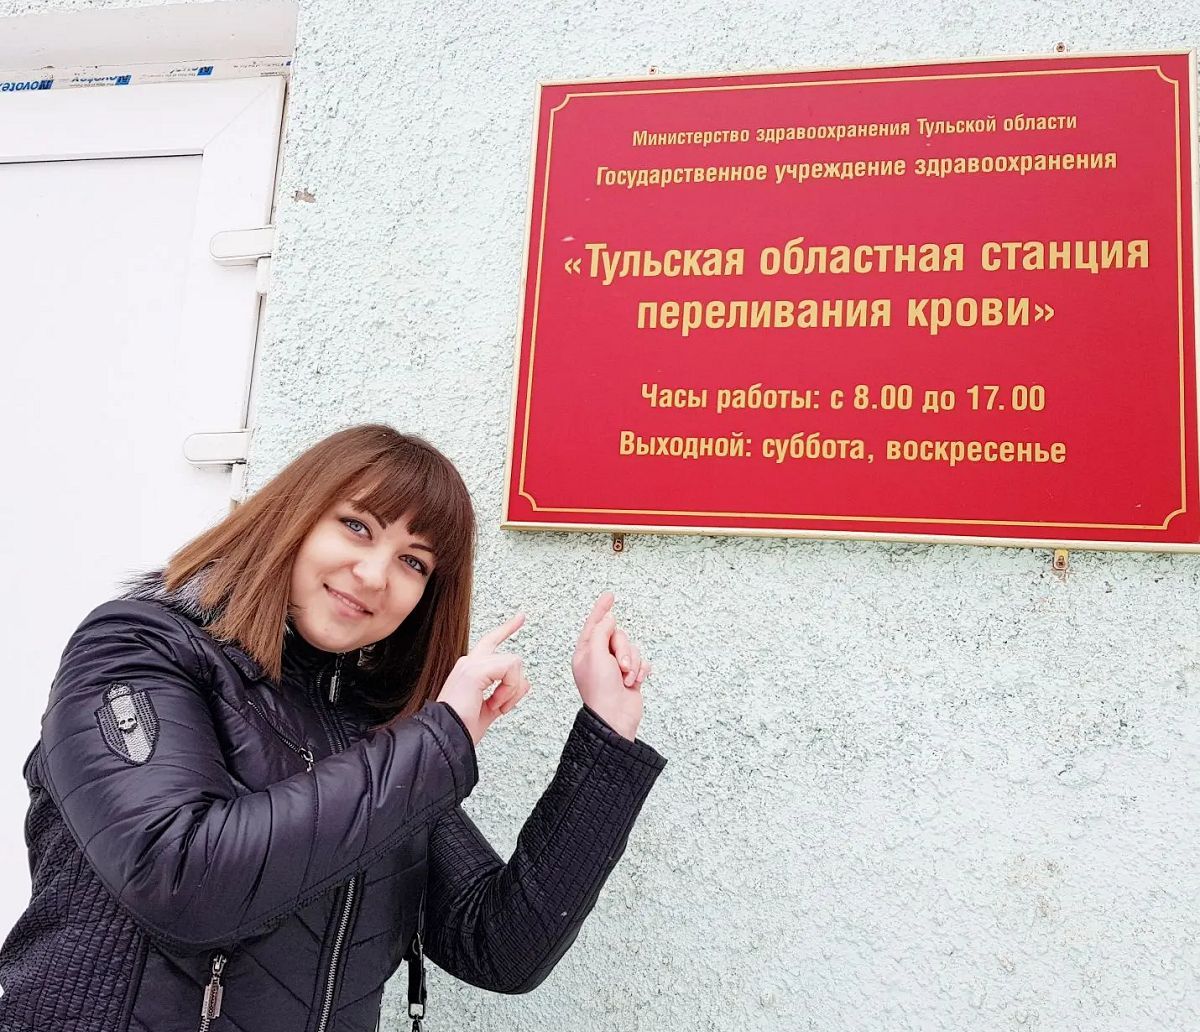 Novotex
Министерство здравоохранения Тульской области
Государственное учреждение здравоохранения
«Тульская областная станция
переливания крови»
Часы работы: с 8.00 до 17.00
Выходной: суббота, воскресенье